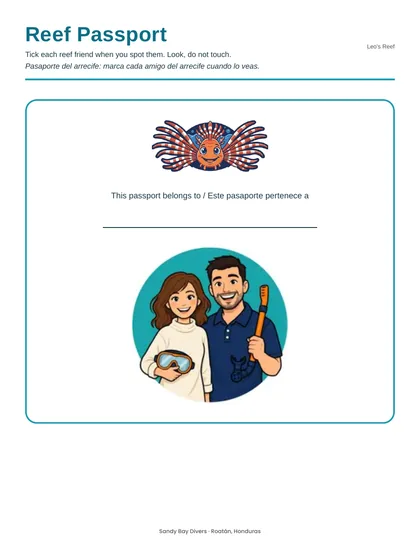 Reef Passport
Tick each reef friend when you spot them. Look, do not touch.
Pasaporte del arrecife: marca cada amigo del arrecife cuando lo veas.
Leo's Reef
This passport belongs to / Este pasaporte pertenece a
Sandy Bay Divers · Roatán, Honduras